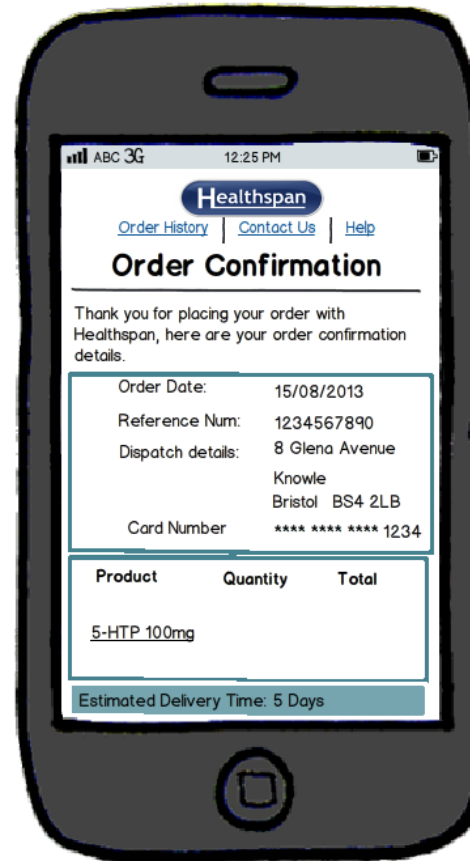 ABC 3G 12:25 PM
Healthspan
Order History Contact Us Help
Order Confirmation
Thank you for placing your order with
Healthspan, here are your order confirmation
details.
Order Date: 15/08/2013
Reference Num: 1234567890
Dispatch details: 8 Glena Avenue
Knowle
Bristol BS4 2LB
Card Number **** **** **** 1234
Product Quantity Total
5-HTP 100mg
Estimated Delivery Time: 5 Days